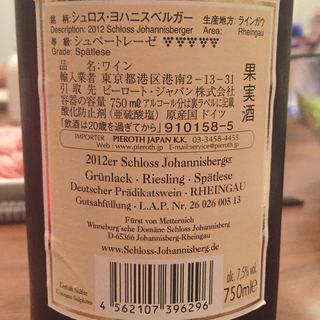 銘柄：シュロス・ヨハニスベルガー 生産地方：ラインガウ
Description: 2012 Schloss Johannisberger Area: Rheingau
等級：シュペートレーゼ
Grade: Spätlese
品名：ワイン
輸入業者 東京都港区港南2-13-31
引取先 ピーロート・ジャパン株式会社
容器の容量 750mℓ アルコール分は裏ラベルに記載
酸化防止剤（亜硫酸塩） 原産国 ドイツ
「飲酒は20歳を過ぎてから」 910158-5
果実酒
IMPORTER PIEROTH JAPAN K.K. TEL:03-3458-4455
Web Page:www.pieroth.jp E-Mail:service@pieroth.jp
2012er Schloss Johannisberger
Grünlack - Riesling - Spätlese
Deutscher Prädikatswein - RHEINGAU
Gutsabfüllung - L.A.P. Nr. 26 026 005 13
Fürst von Metternich
Winneburg'sche Domäne Schloss Johannisberg
D-65366 Johannisberg-Rheingau
www.Schloss-Johannisberg.de
Enthält Sulfite
Contains Sulphites
4 562107 396296
alc. 7,5% vol.
750ml e